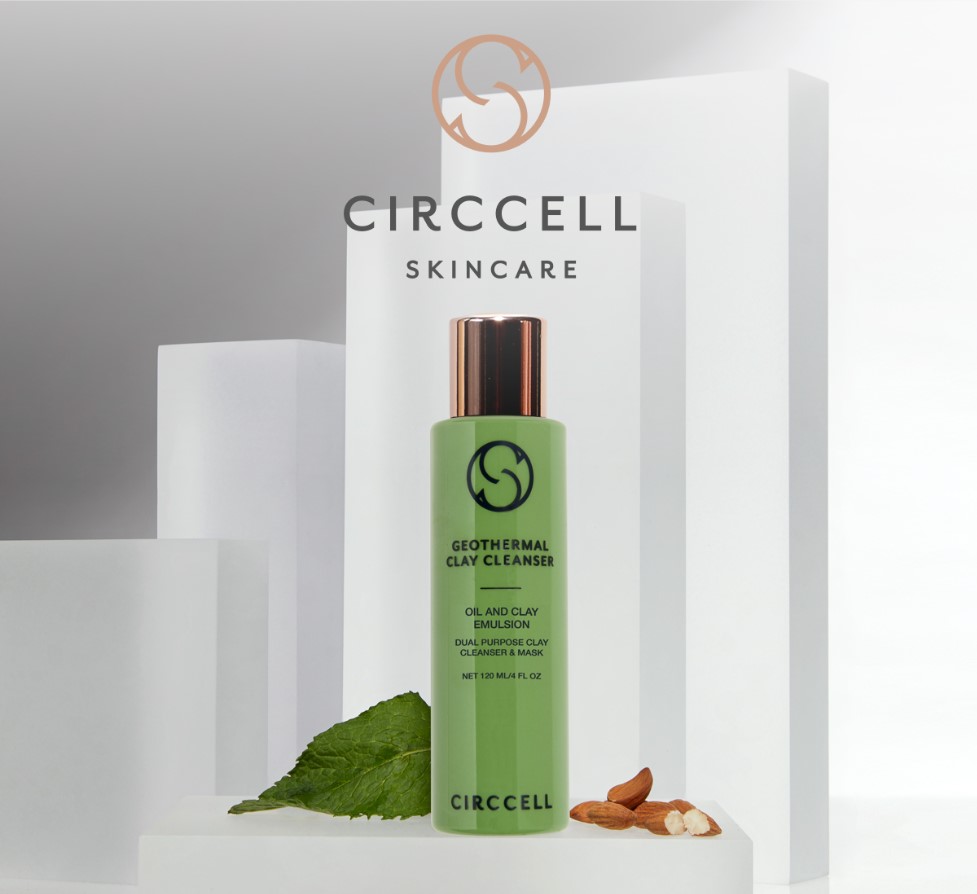 CIRCCELL
SKINCARE
GEOTHERMAL
CLAY CLEANSER
OIL AND CLAY
EMULSION
DUAL PURPOSE CLAY
CLEANSER & MASK
NET 120 ML/4 FL OZ
CIRCCELL